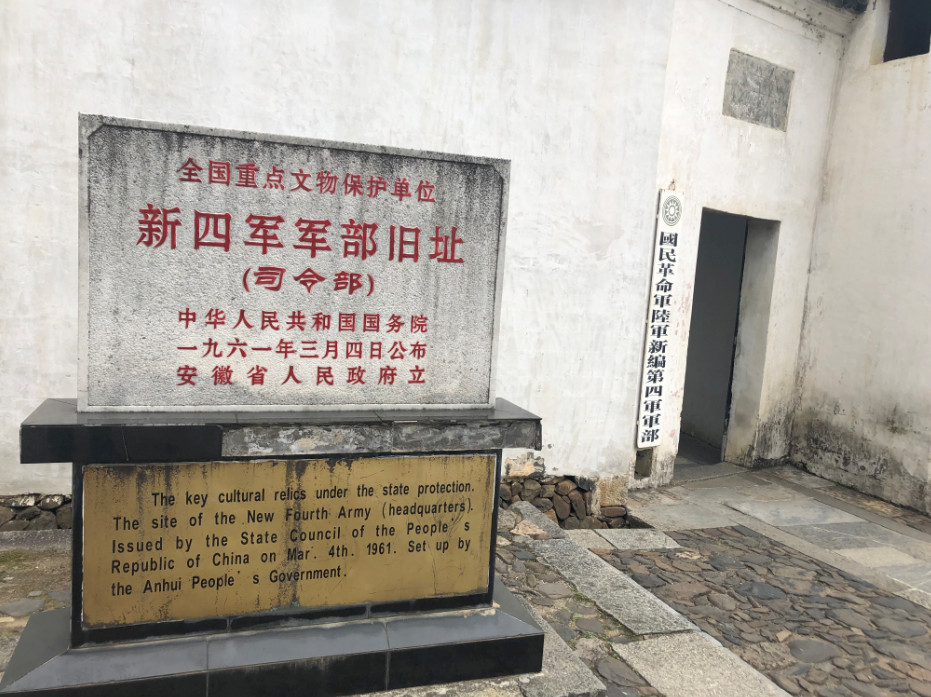 全国重点文物保护单位
新四军军部旧址
(司令部)
中华人民共和国国务院
一九六一年三月四日公布
安徽省人民政府立
The key cultural relics under the state protection.
The site of the New Fourth Army (headquarters).
Issued by the State Council of the People's
Republic of China on Mar. 4th. 1961. Set up by
the Anhui People's Government.
國民革命軍陸軍新編第四軍軍部